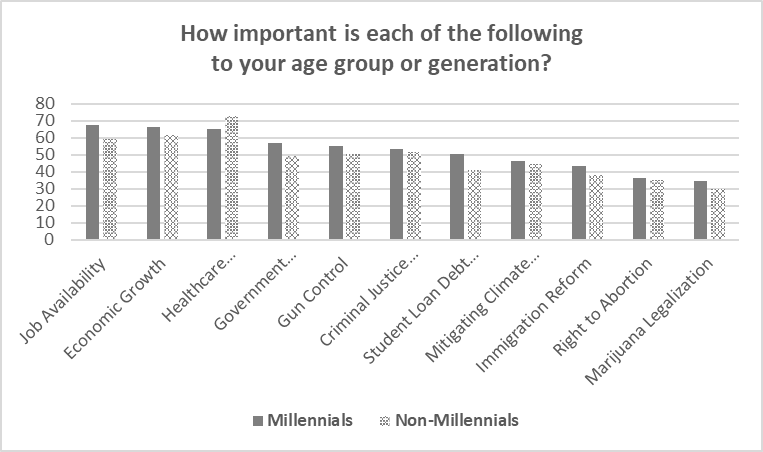 How important is each of the following
to your age group or generation?
80
70
60
50
40
30
20
10
0
Job Availability
Economic Growth
Healthcare...
Government...
Gun Control
Criminal Justice...
Student Loan Debt...
Mitigating Climate...
Immigration Reform
Right to Abortion
Marijuana Legalization
Millennials
Non-Millennials